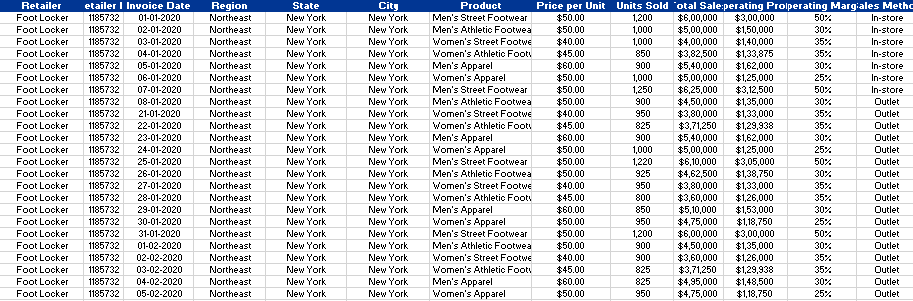 Retailer etailer I Invoice Date Region State City Product Price per Unit Units Sold otal Sale perating Pro perating Marg ales Metho
Foot Locker 1185732 01-01-2020 Northeast New York New York Men's Street Footwear $50.00 1,200 $6,00,000 $3,00,000 50% In-store
Foot Locker 1185732 02-01-2020 Northeast New York New York Men's Athletic Footwea $50.00 1,000 $5,00,000 $1,50,000 30% In-store
Foot Locker 1185732 03-01-2020 Northeast New York New York Women's Street Footwe $40.00 1,000 $4,00,000 $1,40,000 35% In-store
Foot Locker 1185732 04-01-2020 Northeast New York New York Women's Athletic Footw $45.00 850 $3,82,500 $1,33,875 35% In-store
Foot Locker 1185732 05-01-2020 Northeast New York New York Men's Apparel $60.00 900 $5,40,000 $1,62,000 30% In-store
Foot Locker 1185732 06-01-2020 Northeast New York New York Women's Apparel $50.00 1,000 $5,00,000 $1,25,000 25% In-store
Foot Locker 1185732 07-01-2020 Northeast New York New York Men's Street Footwear $50.00 1,250 $6,25,000 $3,12,500 50% In-store
Foot Locker 1185732 08-01-2020 Northeast New York New York Men's Athletic Footwea $50.00 900 $4,50,000 $1,35,000 30% Outlet
Foot Locker 1185732 21-01-2020 Northeast New York New York Women's Street Footwe $40.00 950 $3,80,000 $1,33,000 35% Outlet
Foot Locker 1185732 22-01-2020 Northeast New York New York Women's Athletic Footw $45.00 825 $3,71,250 $1,29,938 35% Outlet
Foot Locker 1185732 23-01-2020 Northeast New York New York Men's Apparel $60.00 900 $5,40,000 $1,62,000 30% Outlet
Foot Locker 1185732 24-01-2020 Northeast New York New York Women's Apparel $50.00 1,000 $5,00,000 $1,25,000 25% Outlet
Foot Locker 1185732 25-01-2020 Northeast New York New York Men's Street Footwear $50.00 1,220 $6,10,000 $3,05,000 50% Outlet
Foot Locker 1185732 26-01-2020 Northeast New York New York Men's Athletic Footwea $50.00 925 $4,62,500 $1,38,750 30% Outlet
Foot Locker 1185732 27-01-2020 Northeast New York New York Women's Street Footwe $40.00 950 $3,80,000 $1,33,000 35% Outlet
Foot Locker 1185732 28-01-2020 Northeast New York New York Women's Athletic Footw $45.00 800 $3,60,000 $1,26,000 35% Outlet
Foot Locker 1185732 29-01-2020 Northeast New York New York Men's Apparel $60.00 850 $5,10,000 $1,53,000 30% Outlet
Foot Locker 1185732 30-01-2020 Northeast New York New York Women's Apparel $50.00 950 $4,75,000 $1,18,750 25% Outlet
Foot Locker 1185732 31-01-2020 Northeast New York New York Men's Street Footwear $50.00 1,200 $6,00,000 $3,00,000 50% Outlet
Foot Locker 1185732 01-02-2020 Northeast New York New York Men's Athletic Footwea $50.00 900 $4,50,000 $1,35,000 30% Outlet
Foot Locker 1185732 02-02-2020 Northeast New York New York Women's Street Footwe $40.00 900 $3,60,000 $1,26,000 35% Outlet
Foot Locker 1185732 03-02-2020 Northeast New York New York Women's Athletic Footw $45.00 825 $3,71,250 $1,29,938 35% Outlet
Foot Locker 1185732 04-02-2020 Northeast New York New York Men's Apparel $60.00 825 $4,95,000 $1,48,500 30% Outlet
Foot Locker 1185732 05-02-2020 Northeast New York New York Women's Apparel $50.00 950 $4,75,000 $1,18,750 25% Outlet